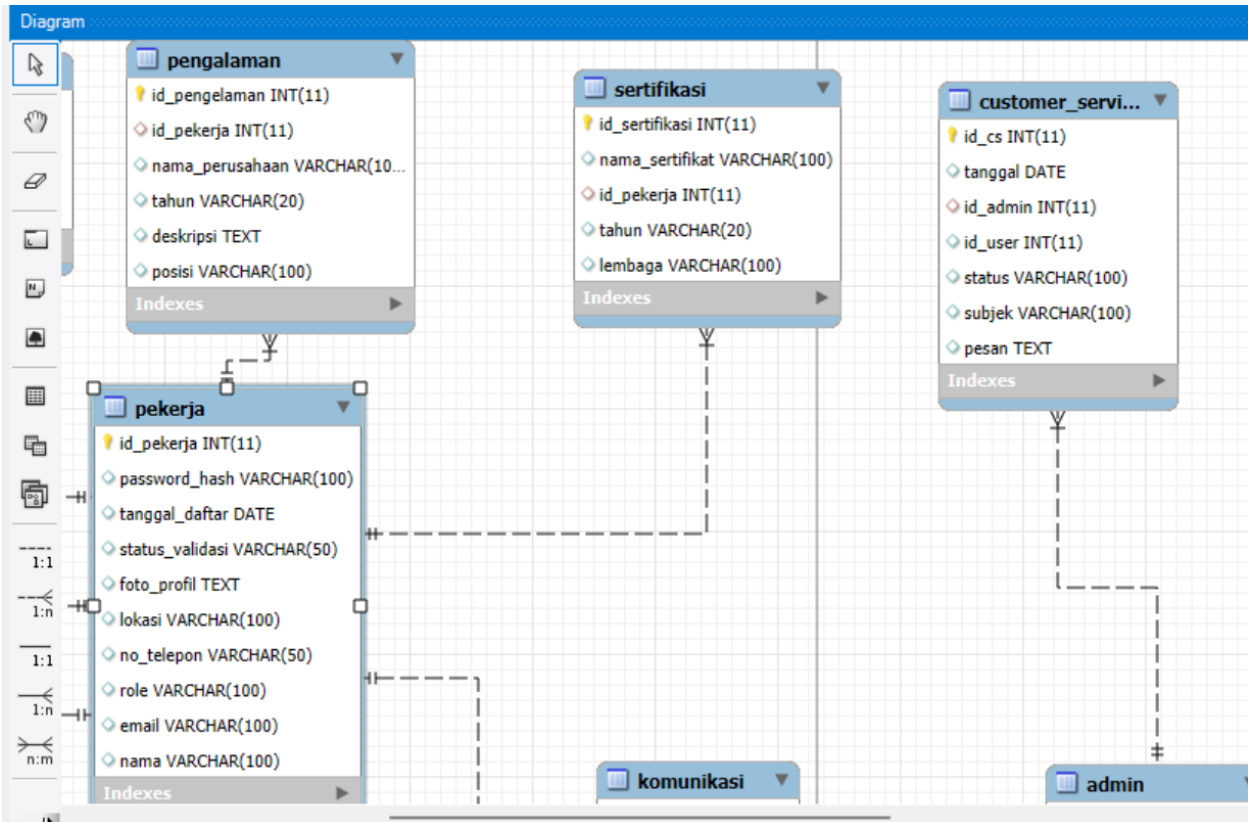 Diagram
pengalaman
id_pengelaman INT(11)
id_pekerja INT(11)
nama_perusahaan VARCHAR(10...
tahun VARCHAR(20)
deskripsi TEXT
posisi VARCHAR(100)
Indexes
sertifikasi
id_sertifikasi INT(11)
nama_sertifikat VARCHAR(100)
id_pekerja INT(11)
tahun VARCHAR(20)
lembaga VARCHAR(100)
Indexes
customer_servi...
id_cs INT(11)
tanggal DATE
id_admin INT(11)
id_user INT(11)
status VARCHAR(100)
subjek VARCHAR(100)
pesan TEXT
Indexes
pekerja
id_pekerja INT(11)
password_hash VARCHAR(100)
tanggal_daftar DATE
status_validasi VARCHAR(50)
foto_profil TEXT
lokasi VARCHAR(100)
no_telepon VARCHAR(50)
role VARCHAR(100)
email VARCHAR(100)
nama VARCHAR(100)
Indexes
komunikasi
admin
1:1
1:n
1:1
1:n
n:m